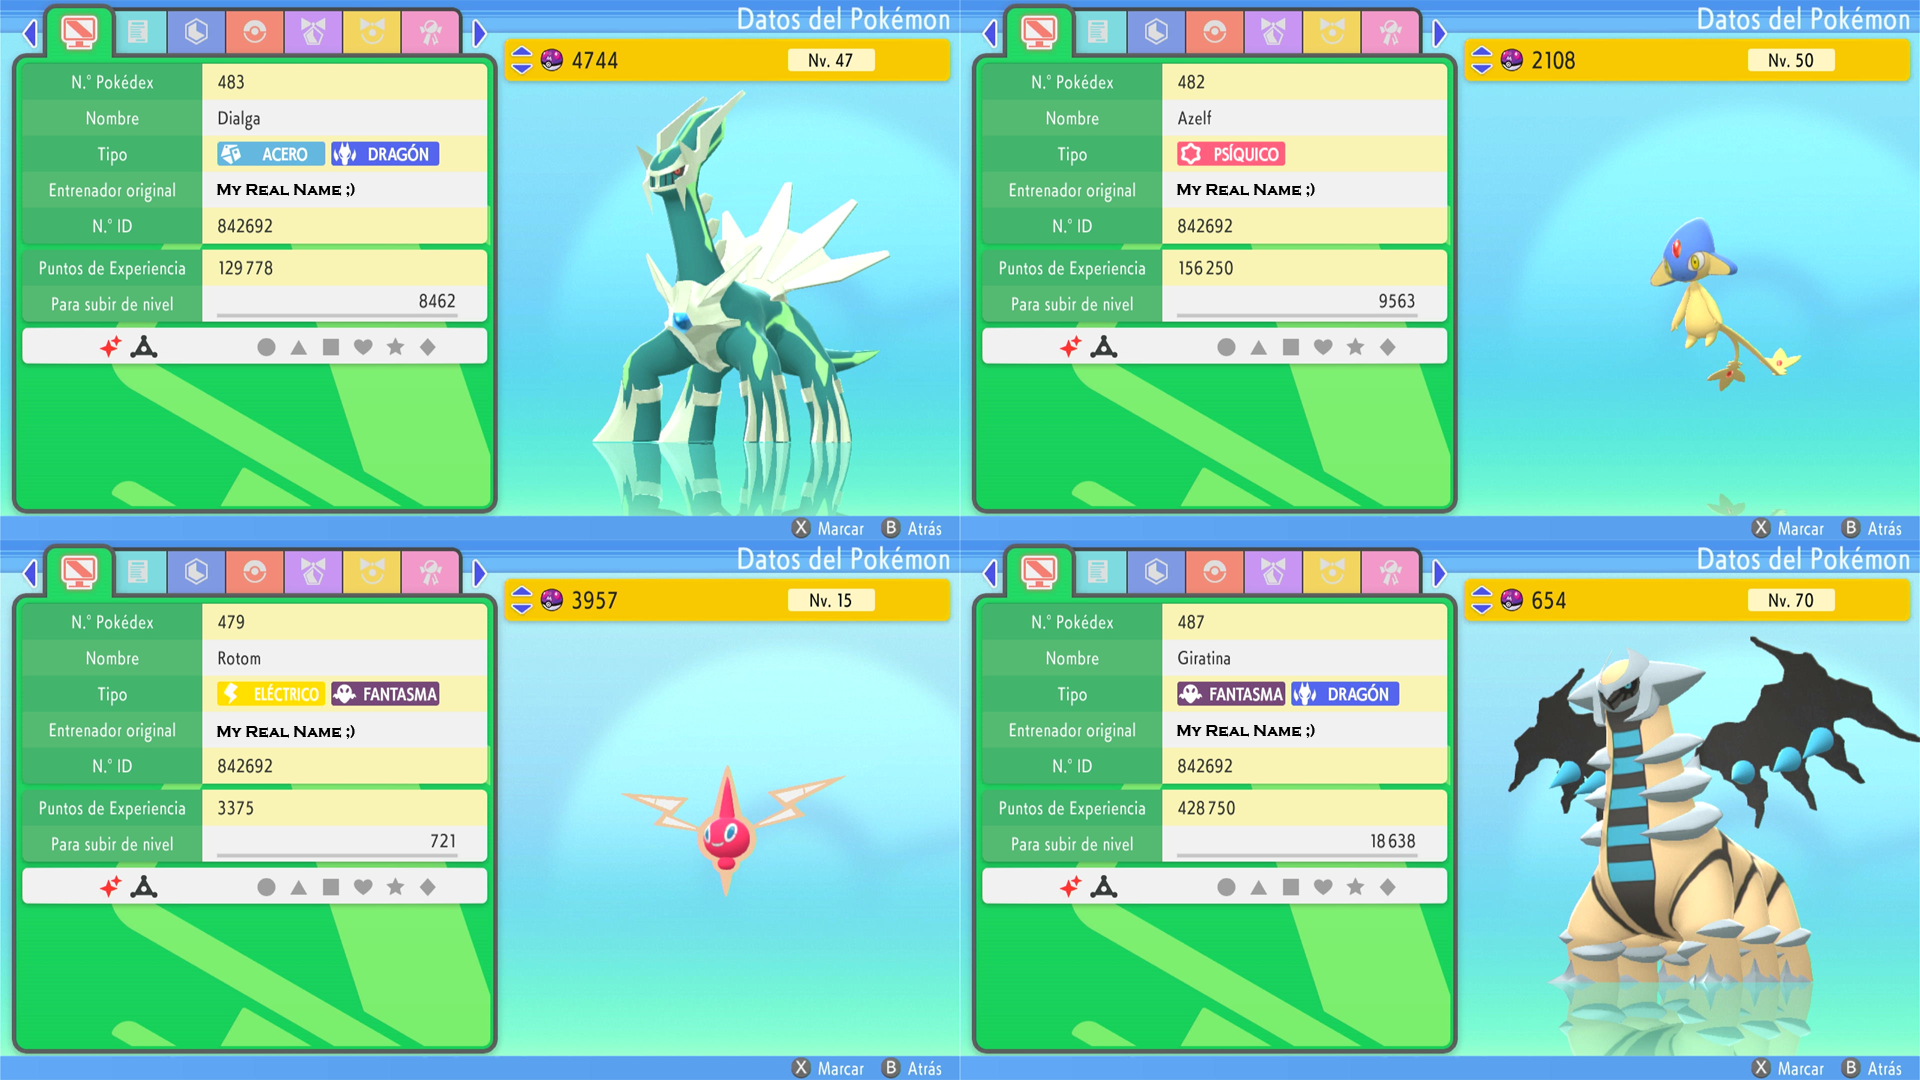 Datos del Pokémon
4744 Nv. 47
N.° Pokédex 483
Nombre Dialga
Tipo ACERO DRAGÓN
Entrenador original My Real Name ;)
N.° ID 842692
Puntos de Experiencia 129 778
Para subir de nivel 8462
X Marcar B Atrás
Datos del Pokémon
2108 Nv. 50
N.° Pokédex 482
Nombre Azelf
Tipo PSÍQUICO
Entrenador original My Real Name ;)
N.° ID 842692
Puntos de Experiencia 156 250
Para subir de nivel 9563
X Marcar B Atrás
Datos del Pokémon
3957 Nv. 15
N.° Pokédex 479
Nombre Rotom
Tipo ELÉCTRICO FANTASMA
Entrenador original My Real Name ;)
N.° ID 842692
Puntos de Experiencia 3375
Para subir de nivel 721
X Marcar B Atrás
Datos del Pokémon
654 Nv. 70
N.° Pokédex 487
Nombre Giratina
Tipo FANTASMA DRAGÓN
Entrenador original My Real Name ;)
N.° ID 842692
Puntos de Experiencia 428 750
Para subir de nivel 18 638
X Marcar B Atrás